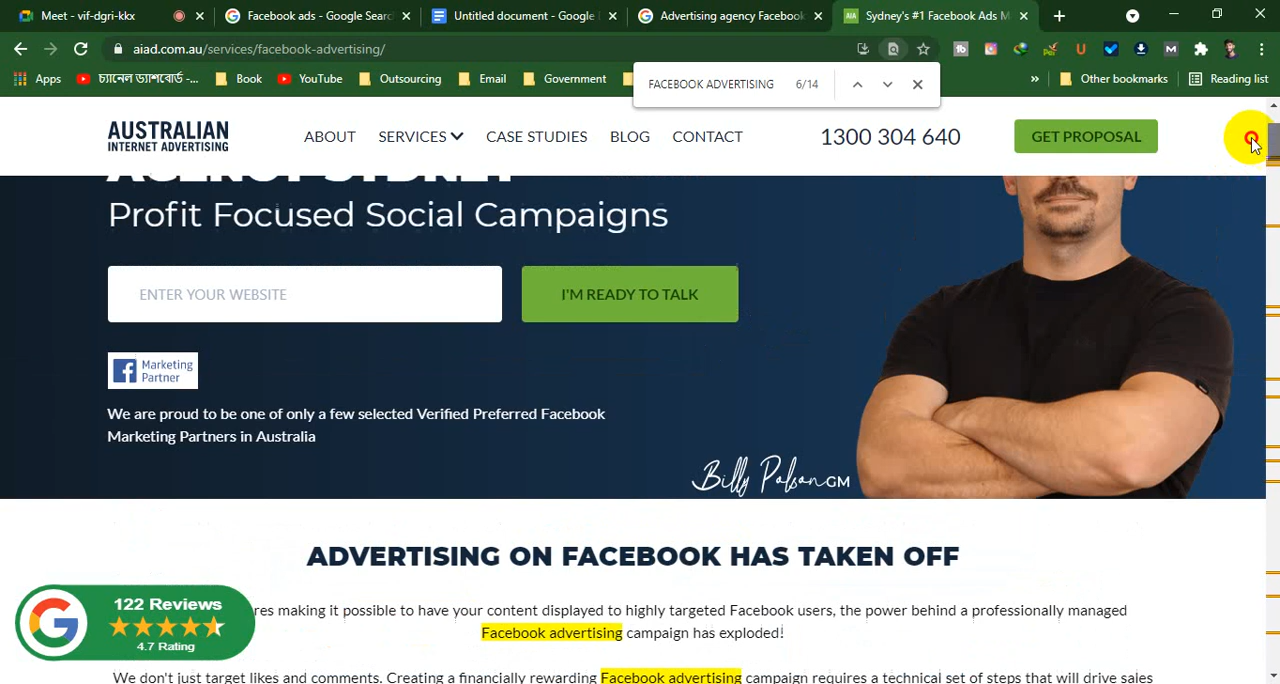 Meet - vif-dgri-kkx
Facebook ads - Google Searc
Untitled document - Google
Advertising agency Facebook
Sydney's #1 Facebook Ads M
aiad.com.au/services/facebook-advertising/
Apps
চ্যানেল ড্যাশবোর্ড -...
Book
YouTube
Outsourcing
Email
Government
Other bookmarks
Reading list
FACEBOOK ADVERTISING 6/14
AUSTRALIAN
INTERNET ADVERTISING
ABOUT
SERVICES
CASE STUDIES
BLOG
CONTACT
1300 304 640
GET PROPOSAL
AGENCY SYDNEY
Profit Focused Social Campaigns
ENTER YOUR WEBSITE
I'M READY TO TALK
Marketing
Partner
We are proud to be one of only a few selected Verified Preferred Facebook
Marketing Partners in Australia
Billy Polson GM
ADVERTISING ON FACEBOOK HAS TAKEN OFF
res making it possible to have your content displayed to highly targeted Facebook users, the power behind a professionally managed
Facebook advertising campaign has exploded!
We don't just target likes and comments. Creating a financially rewarding Facebook advertising campaign requires a technical set of steps that will drive sales
122 Reviews
4.7 Rating